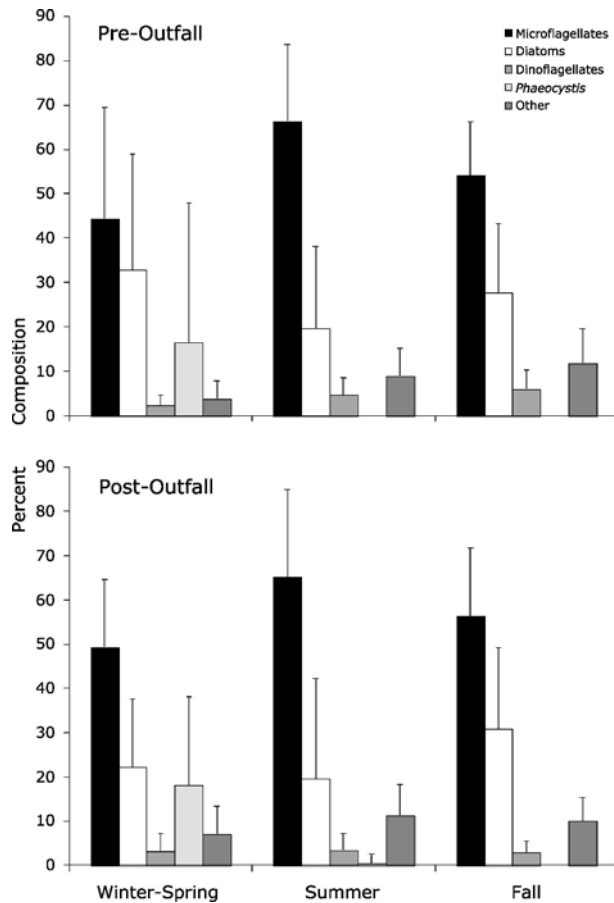 90
80
70
60
50
40
30
20
10
0
Pre-Outfall
Microflagellates
Diatoms
Dinoflagellates
Phaeocystis
Other
Composition
Percent
90
80
70
60
50
40
30
20
10
0
Post-Outfall
Winter-Spring Summer Fall